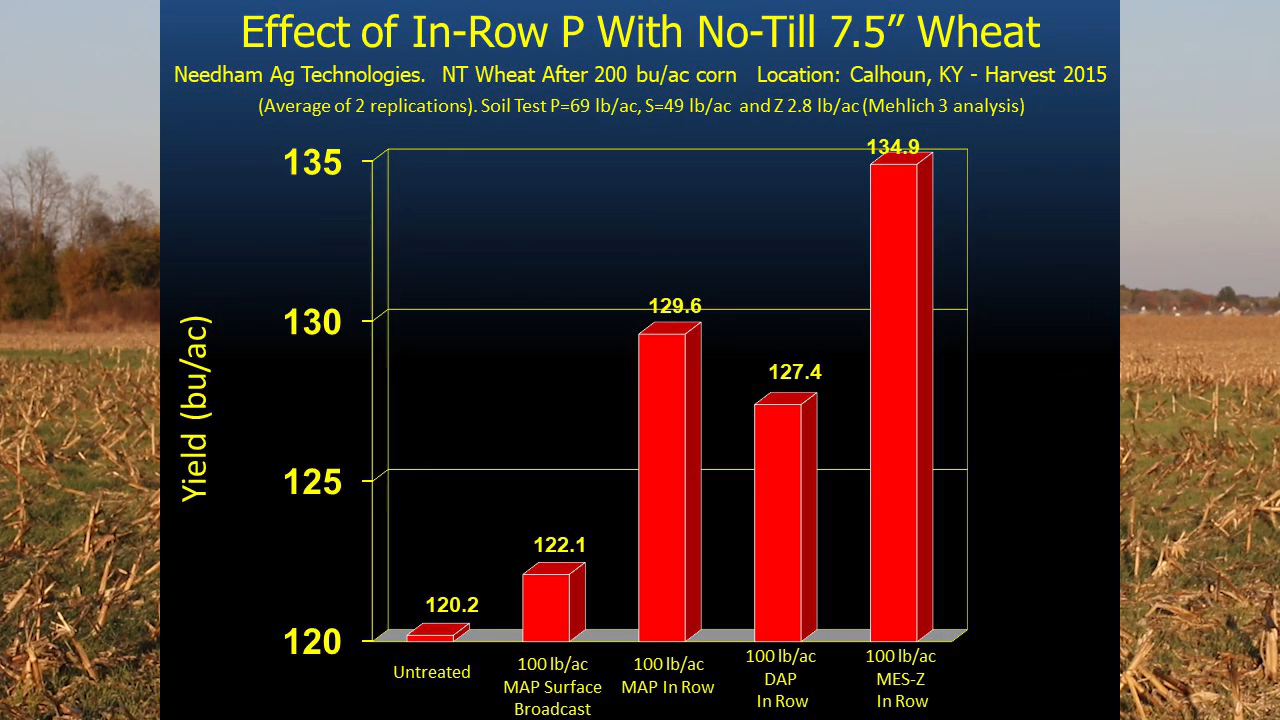 Effect of In-Row P With No-Till 7.5” Wheat
Needham Ag Technologies. NT Wheat After 200 bu/ac corn Location: Calhoun, KY - Harvest 2015
(Average of 2 replications). Soil Test P=69 lb/ac, S=49 lb/ac and Z 2.8 lb/ac (Mehlich 3 analysis)
Yield (bu/ac)
135
130
125
120
120.2
122.1
129.6
127.4
134.9
Untreated
100 lb/ac
MAP Surface
Broadcast
100 lb/ac
MAP In Row
100 lb/ac
DAP
In Row
100 lb/ac
MES-Z
In Row